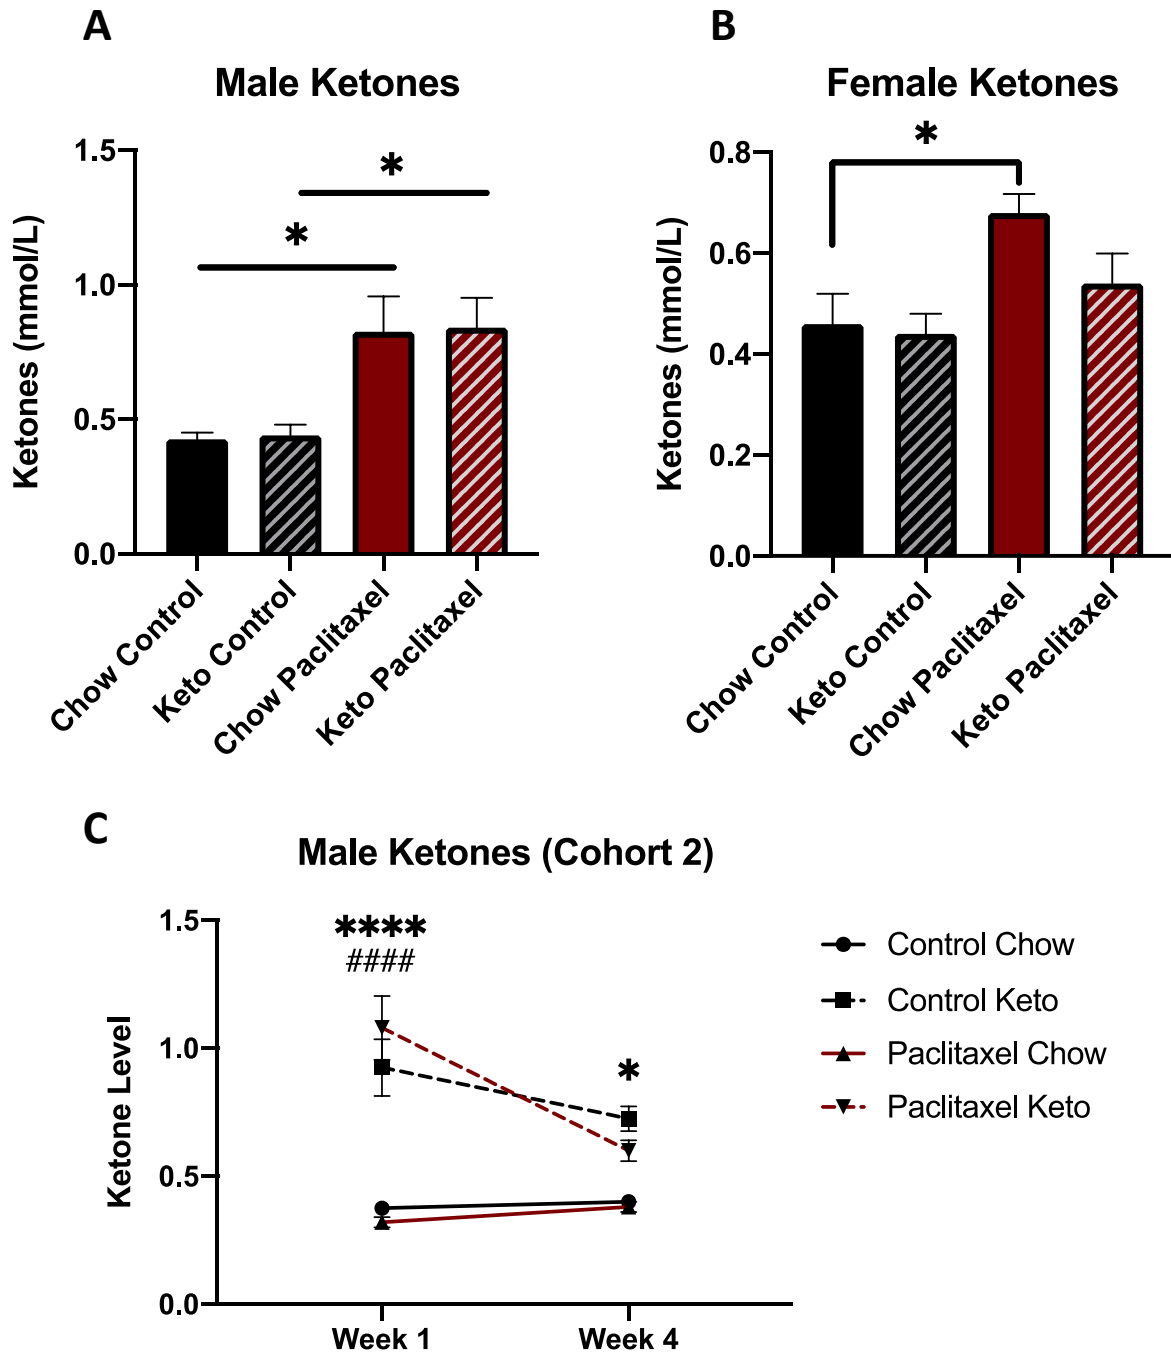 A
Male Ketones
Ketones (mmol/L)
1.5
1.0
0.5
0.0
*
*
Chow Control
Keto Control
Chow Paclitaxel
Keto Paclitaxel
B
Female Ketones
Ketones (mmol/L)
0.8
0.6
0.4
0.2
0.0
*
Chow Control
Keto Control
Chow Paclitaxel
Keto Paclitaxel
C
Male Ketones (Cohort 2)
Ketone Level
1.5
1.0
0.5
0.0
****
####
*
Week 1
Week 4
Control Chow
Control Keto
Paclitaxel Chow
Paclitaxel Keto